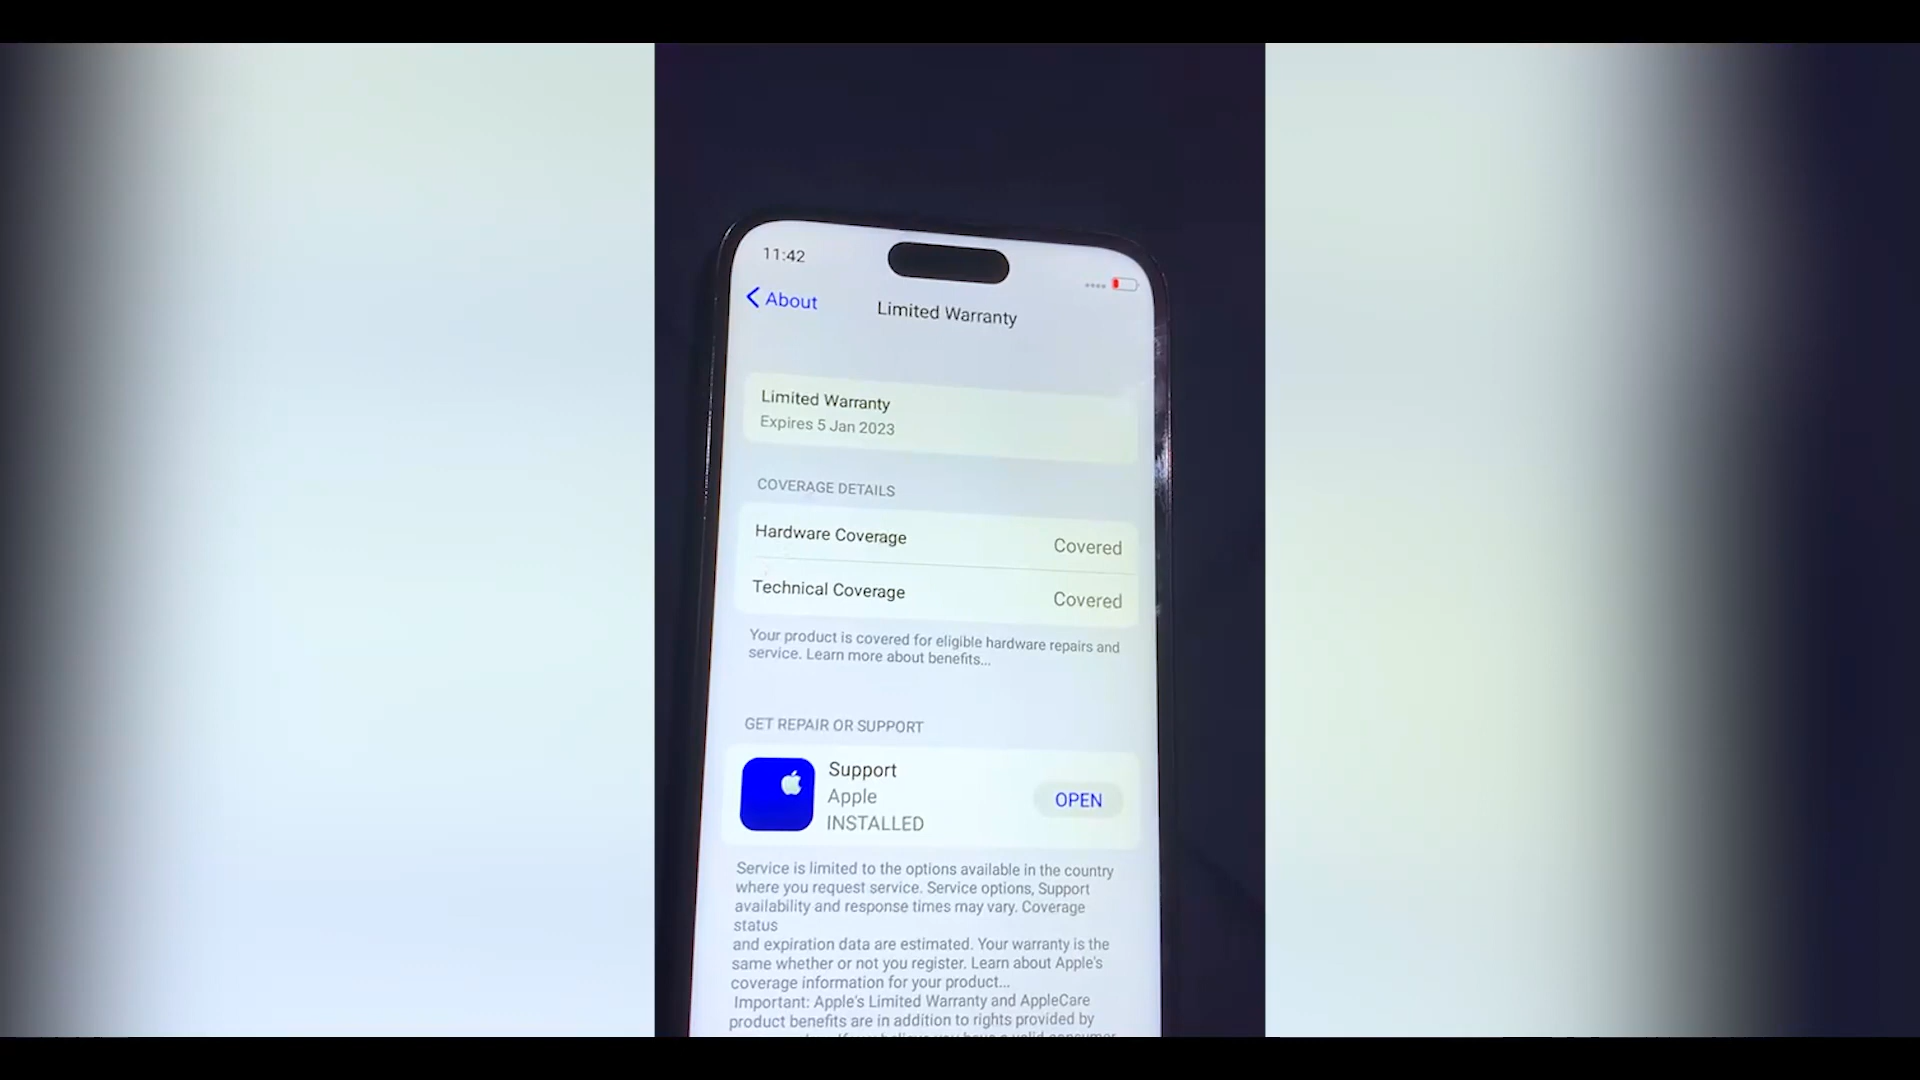 11:42
About
Limited Warranty
Limited Warranty
Expires 5 Jan 2023
COVERAGE DETAILS
Hardware Coverage Covered
Technical Coverage Covered
Your product is covered for eligible hardware repairs and
service. Learn more about benefits...
GET REPAIR OR SUPPORT
Support
Apple
INSTALLED
OPEN
Service is limited to the options available in the country
where you request service. Service options, Support
availability and response times may vary. Coverage
status
and expiration data are estimated. Your warranty is the
same whether or not you register. Learn about Apple's
coverage information for your product...
Important: Apple's Limited Warranty and AppleCare
product benefits are in addition to rights provided by